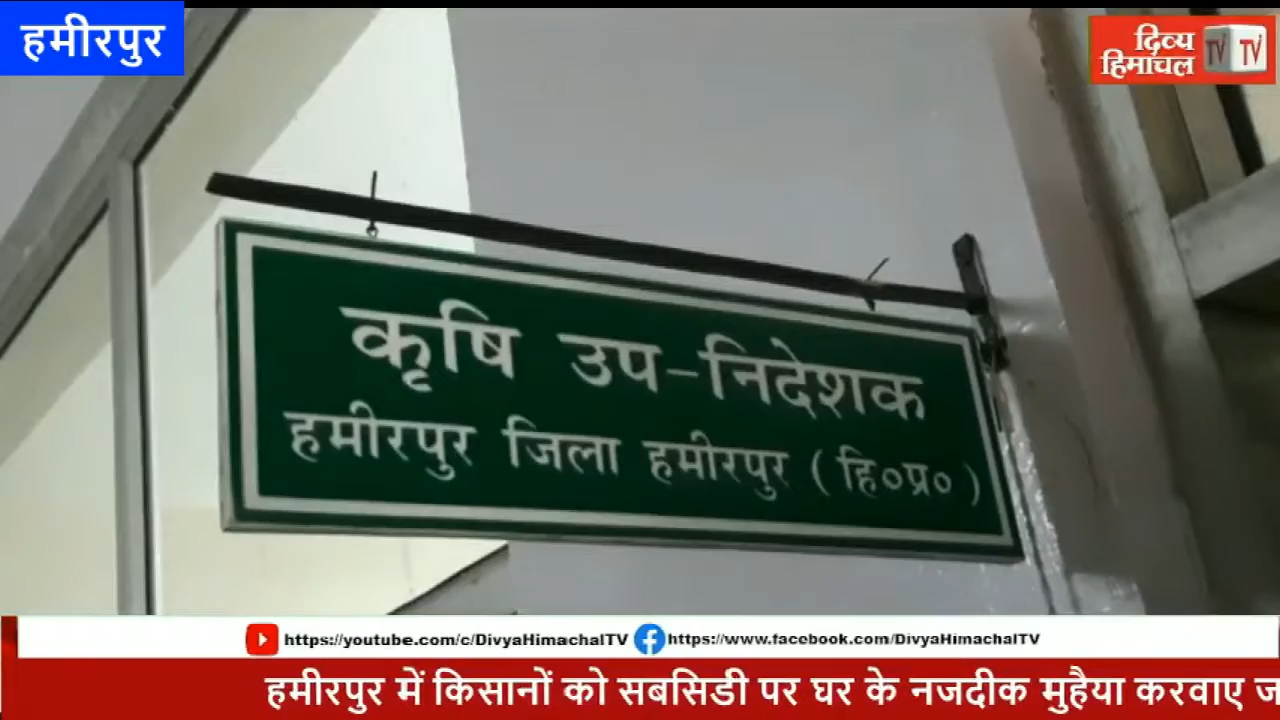 हमीरपुर
दिव्य
हिमाचल TV TV
कृषि उप-निदेशक
हमीरपुर जिला हमीरपुर (हि०प्र०)
https://youtube.com/c/DivyaHimachalTV https://www.facebook.com/DivyaHimachalTV
हमीरपुर में किसानों को सबसिडी पर घर के नजदीक मुहैया करवाए ज